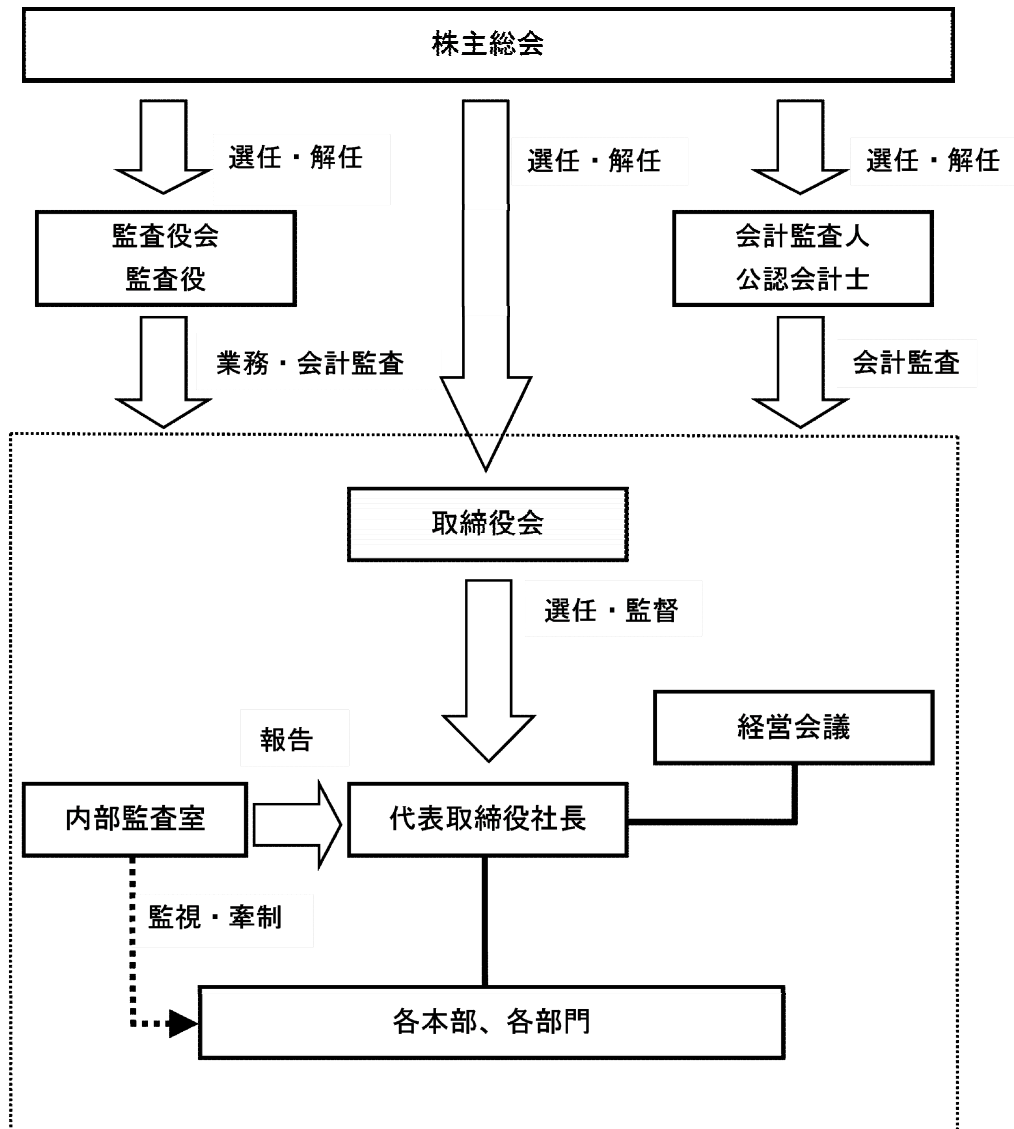 株主総会
選任・解任
選任・解任
選任・解任
監査役会
監査役
会計監査人
公認会計士
業務・会計監査
会計監査
取締役会
選任・監督
経営会議
報告
内部監査室
代表取締役社長
監視・牽制
各本部、各部門